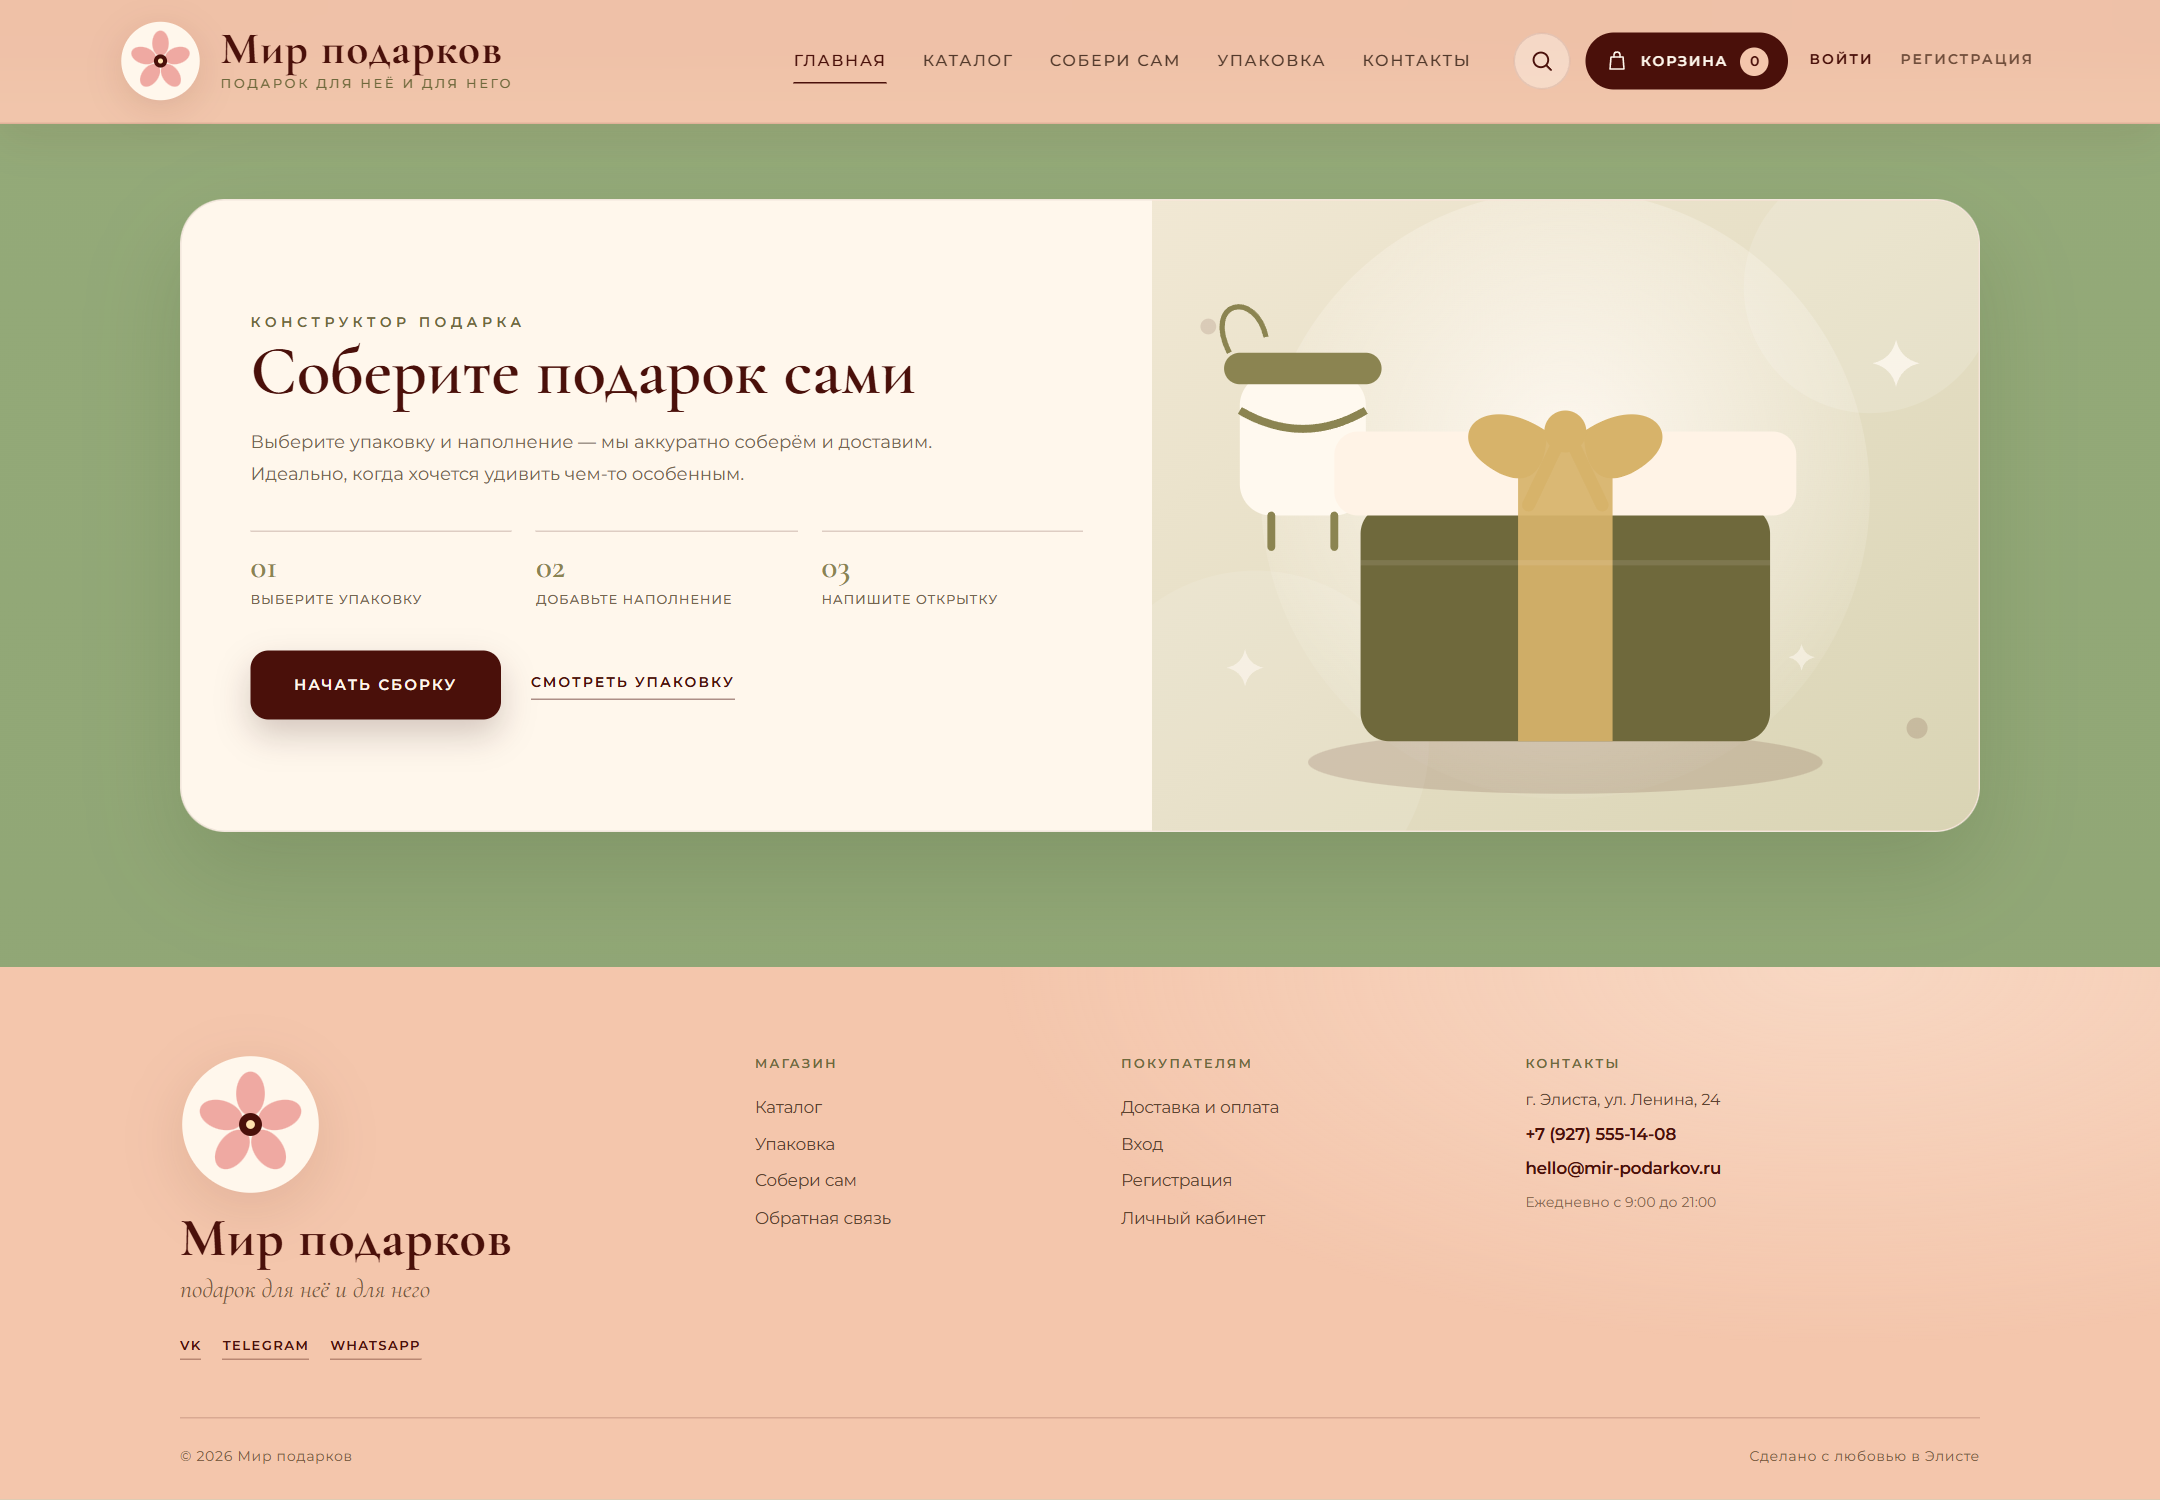 Мир подарков
ПОДАРОК ДЛЯ НЕЁ И ДЛЯ НЕГО
ГЛАВНАЯ
КАТАЛОГ
СОБЕРИ САМ
УПАКОВКА
КОНТАКТЫ
КОРЗИНА 0
ВОЙТИ
РЕГИСТРАЦИЯ
КОНСТРУКТОР ПОДАРКА
Соберите подарок сами
Выберите упаковку и наполнение — мы аккуратно соберём и доставим.
Идеально, когда хочется удивить чем-то особенным.
01
ВЫБЕРИТЕ УПАКОВКУ
02
ДОБАВЬТЕ НАПОЛНЕНИЕ
03
НАПИШИТЕ ОТКРЫТКУ
НАЧАТЬ СБОРКУ
СМОТРЕТЬ УПАКОВКУ
Мир подарков
подарок для неё и для него
VK
TELEGRAM
WHATSAPP
МАГАЗИН
Каталог
Упаковка
Собери сам
Обратная связь
ПОКУПАТЕЛЯМ
Доставка и оплата
Вход
Регистрация
Личный кабинет
КОНТАКТЫ
г. Элиста, ул. Ленина, 24
+7 (927) 555-14-08
hello@mir-podarkov.ru
Ежедневно с 9:00 до 21:00
© 2026 Мир подарков
Сделано с любовью в Элисте